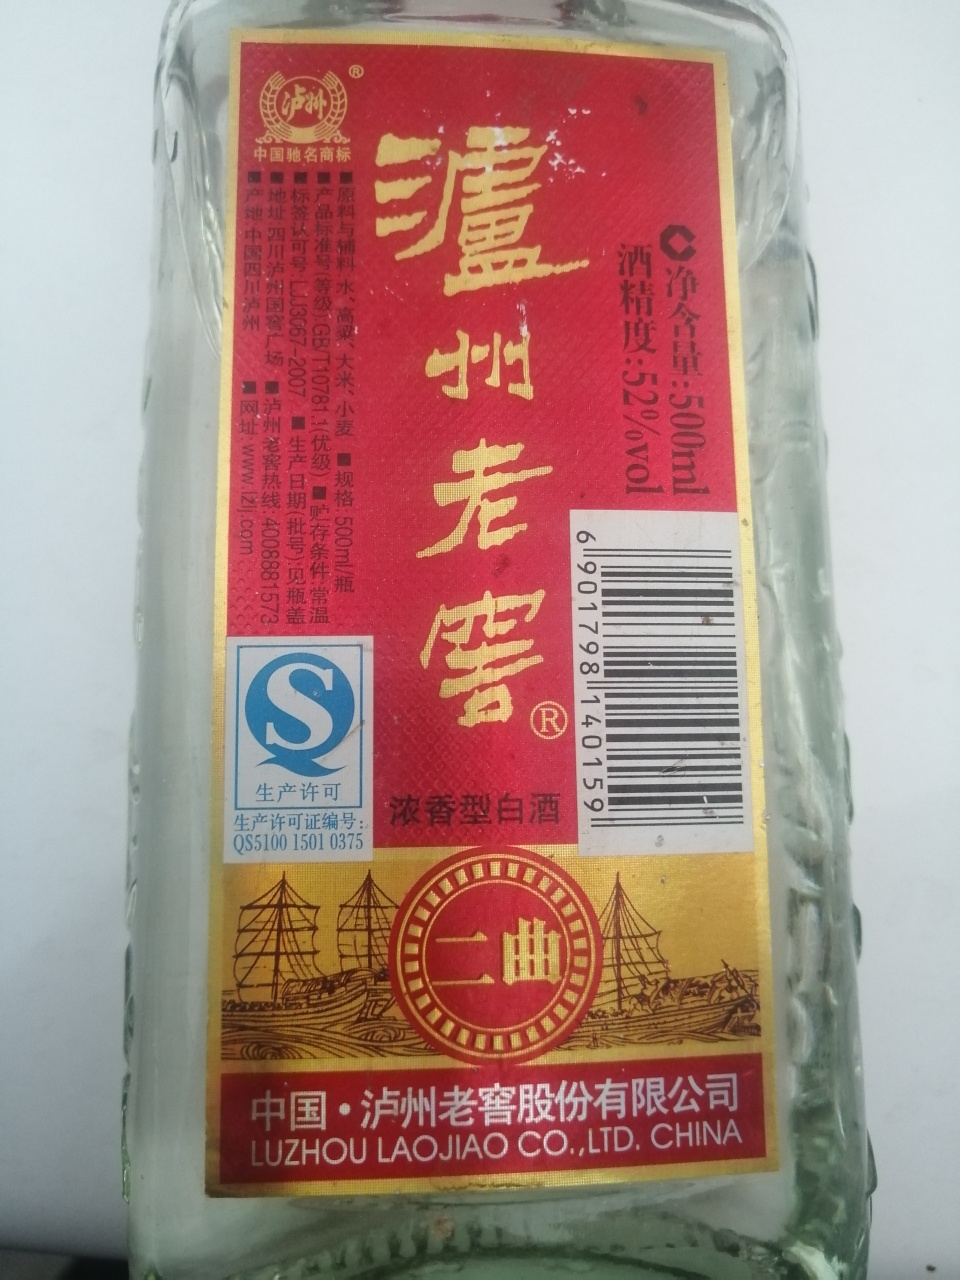 泸州
®
中国驰名商标
泸州老窖®
■原料与辅料:水、高粱、大米、小麦 ■规格:500ml/瓶
■产品标准号(等级):GB/T10781.1(优级) ■贮存条件:常温
■标签认可号:LJJ3067-2007 ■生产日期(批号):见瓶盖
■地址:四川泸州国窖广场 ■泸州老窖热线:4008881573
■产地:中国四川泸州 ■网址:www.lzlj.com
净含量:500ml
酒精度:52%vol
6 901798 140159
S
生产许可
生产许可证编号:
QS5100 1501 0375
浓香型白酒
二曲
中国·泸州老窖股份有限公司
LUZHOU LAOJIAO CO.,LTD. CHINA